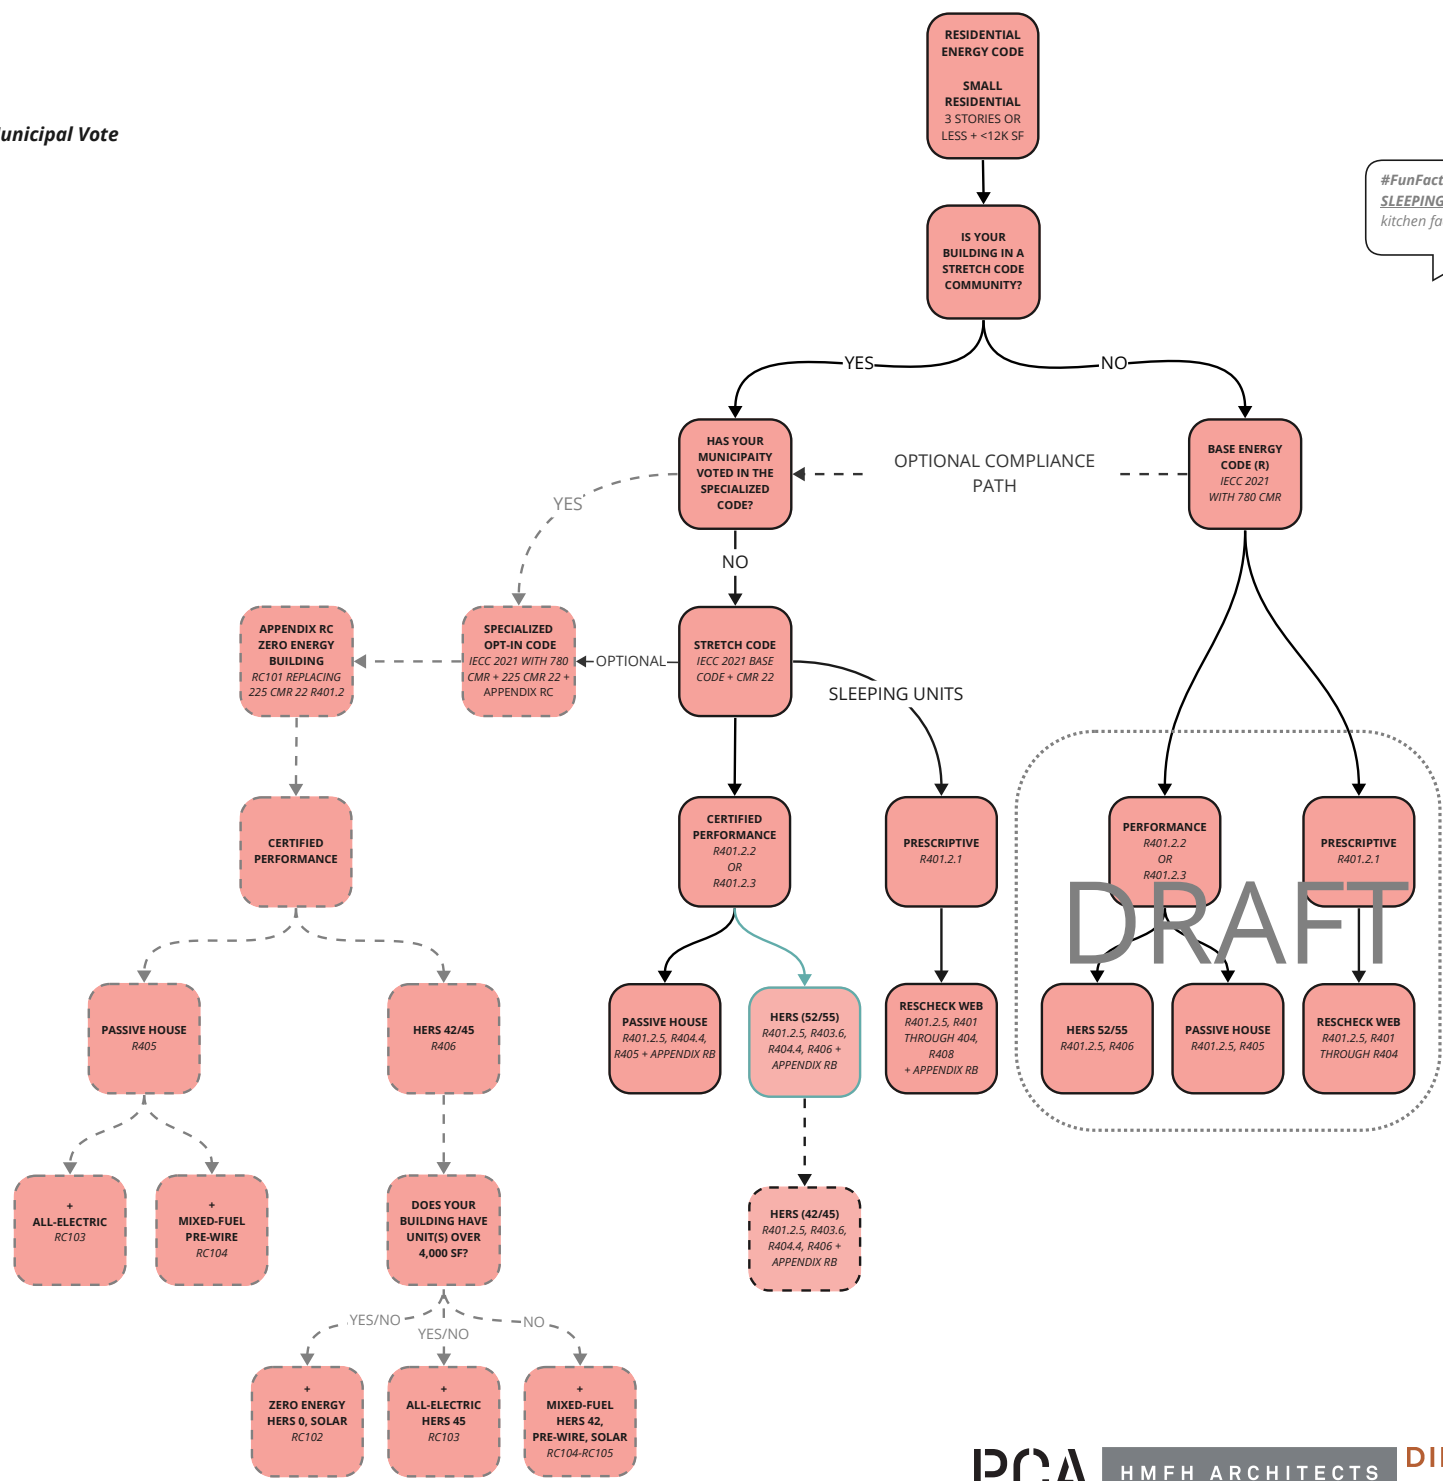 RESIDENTIAL
ENERGY CODE
SMALL
RESIDENTIAL
3 STORIES OR
LESS + <12K SF
unicipal Vote
#FunFact
SLEEPING
kitchen fa
IS YOUR
BUILDING IN A
STRETCH CODE
COMMUNITY?
YES
NO
HAS YOUR
MUNICIPAITY
VOTED IN THE
SPECIALIZED
CODE?
OPTIONAL COMPLIANCE
PATH
BASE ENERGY
CODE (R)
IECC 2021
WITH 780 CMR
YES
NO
APPENDIX RC
ZERO ENERGY
BUILDING
RC101 REPLACING
225 CMR 22 R401.2
SPECIALIZED
OPT-IN CODE
IECC 2021 WITH 780
CMR + 225 CMR 22 +
APPENDIX RC
OPTIONAL
STRETCH CODE
IECC 2021 BASE
CODE + CMR 22
SLEEPING UNITS
CERTIFIED
PERFORMANCE
CERTIFIED
PERFORMANCE
R401.2.2
OR
R401.2.3
PRESCRIPTIVE
R401.2.1
PERFORMANCE
R401.2.2
OR
R401.2.3
PRESCRIPTIVE
R401.2.1
DRAFT
PASSIVE HOUSE
R405
HERS 42/45
R406
PASSIVE HOUSE
R401.2.5, R404.4,
R405 + APPENDIX RB
HERS (52/55)
R401.2.5, R403.6,
R404.4, R406 +
APPENDIX RB
RESCHECK WEB
R401.2.5, R401
THROUGH 404,
R408
+ APPENDIX RB
HERS 52/55
R401.2.5, R406
PASSIVE HOUSE
R401.2.5, R405
RESCHECK WEB
R401.2.5, R401
THROUGH R404
+
ALL-ELECTRIC
RC103
+
MIXED-FUEL
PRE-WIRE
RC104
DOES YOUR
BUILDING HAVE
UNIT(S) OVER
4,000 SF?
HERS (42/45)
R401.2.5, R403.6,
R404.4, R406 +
APPENDIX RB
YES/NO
YES/NO
NO
+
ZERO ENERGY
HERS 0, SOLAR
RC102
+
ALL-ELECTRIC
HERS 45
RC103
+
MIXED-FUEL
HERS 42,
PRE-WIRE, SOLAR
RC104-RC105
PCA
HMFH ARCHITECTS